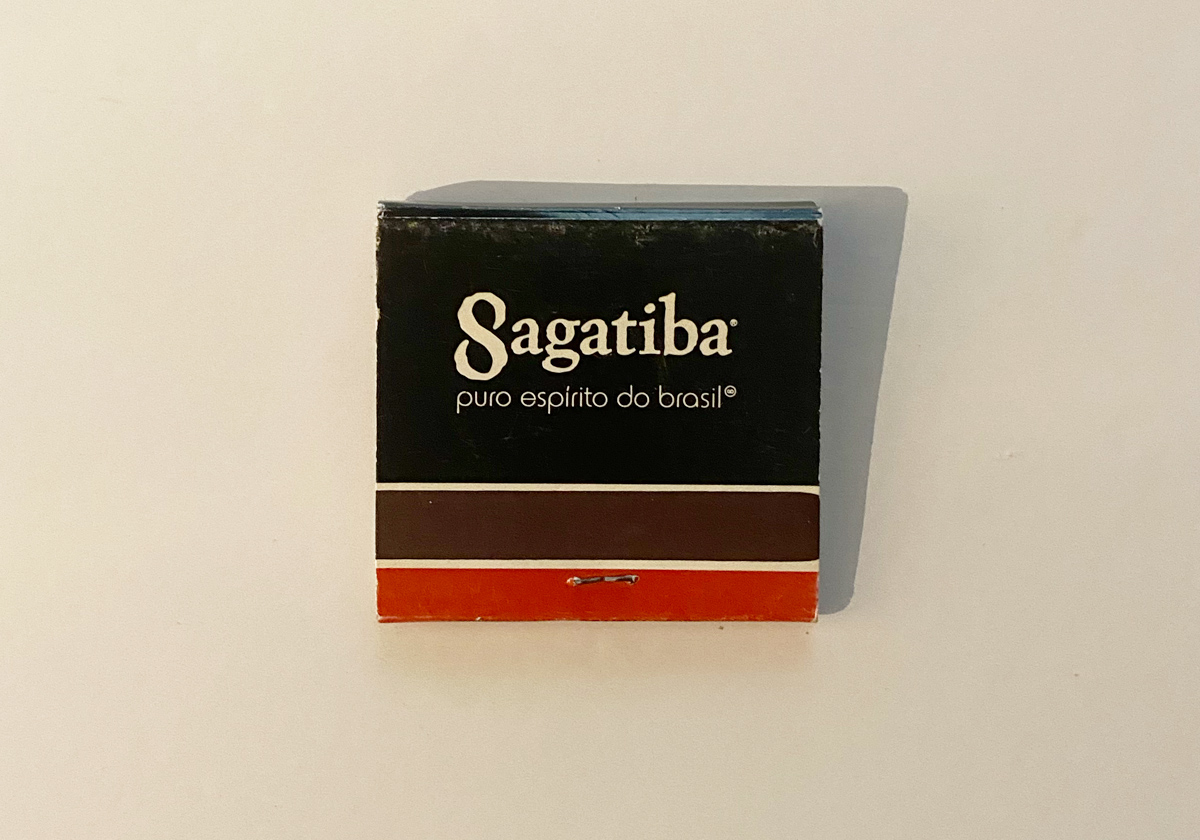 Sagatiba®
puro espírito do brasil®